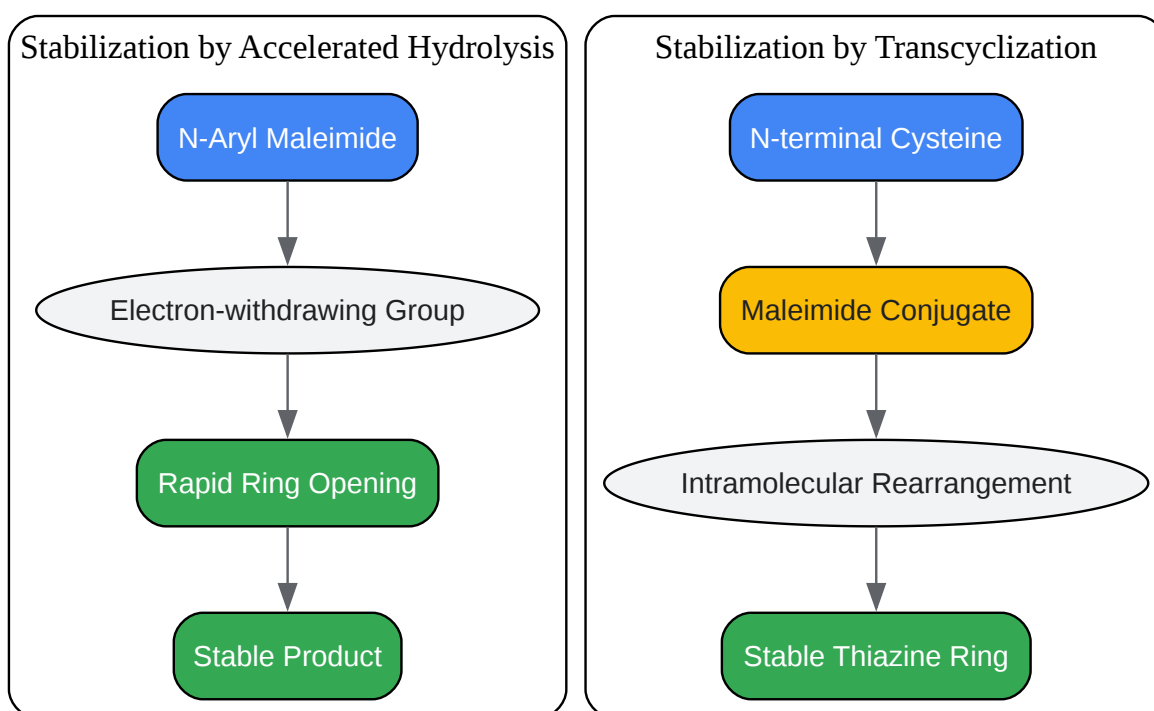 Stabilization by Accelerated Hydrolysis
N-Aryl Maleimide
Electron-withdrawing Group
Rapid Ring Opening
Stable Product
Stabilization by Transcyclization
N-terminal Cysteine
Maleimide Conjugate
Intramolecular Rearrangement
Stable Thiazine Ring